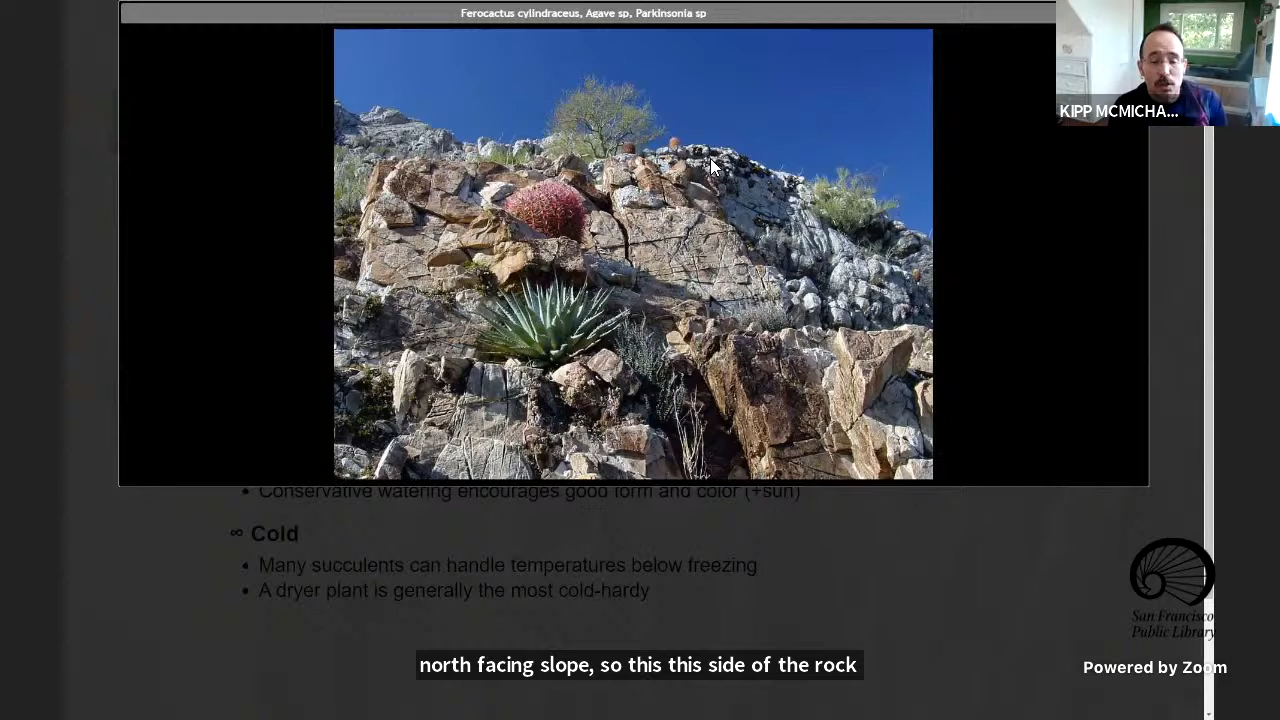 Ferocactus cylindraceus, Agave sp, Parkinsonia sp
KIPP MCMICHA...
• Conservative watering encourages good form and color (+sun)
∞ Cold
• Many succulents can handle temperatures below freezing
• A dryer plant is generally the most cold-hardy
San Francisco
Public Library
north facing slope, so this this side of the rock
Powered by Zoom